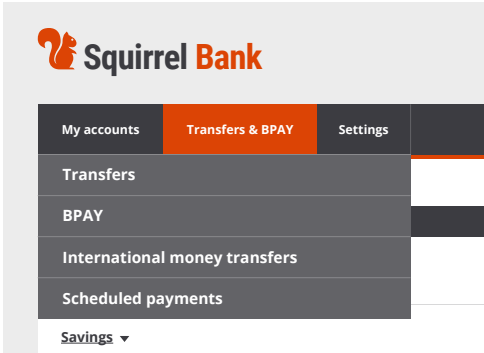 Squirrel Bank
My accounts Transfers & BPAY Settings
Transfers
BPAY
International money transfers
Scheduled payments
Savings